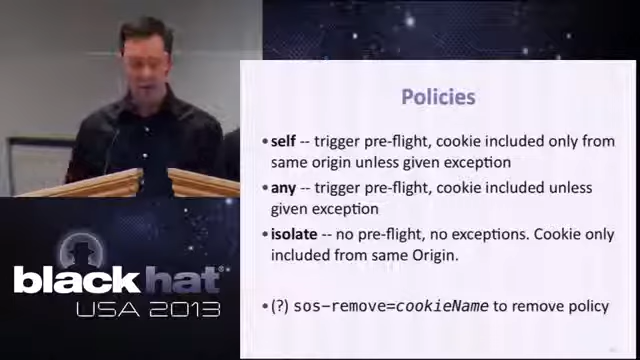 Policies
• self -- trigger pre-flight, cookie included only from
same origin unless given exception
• any -- trigger pre-flight, cookie included unless
given exception
• isolate -- no pre-flight, no exceptions. Cookie only
included from same Origin.
• (?) sos-remove=cookieName to remove policy
black hat®
USA 2013